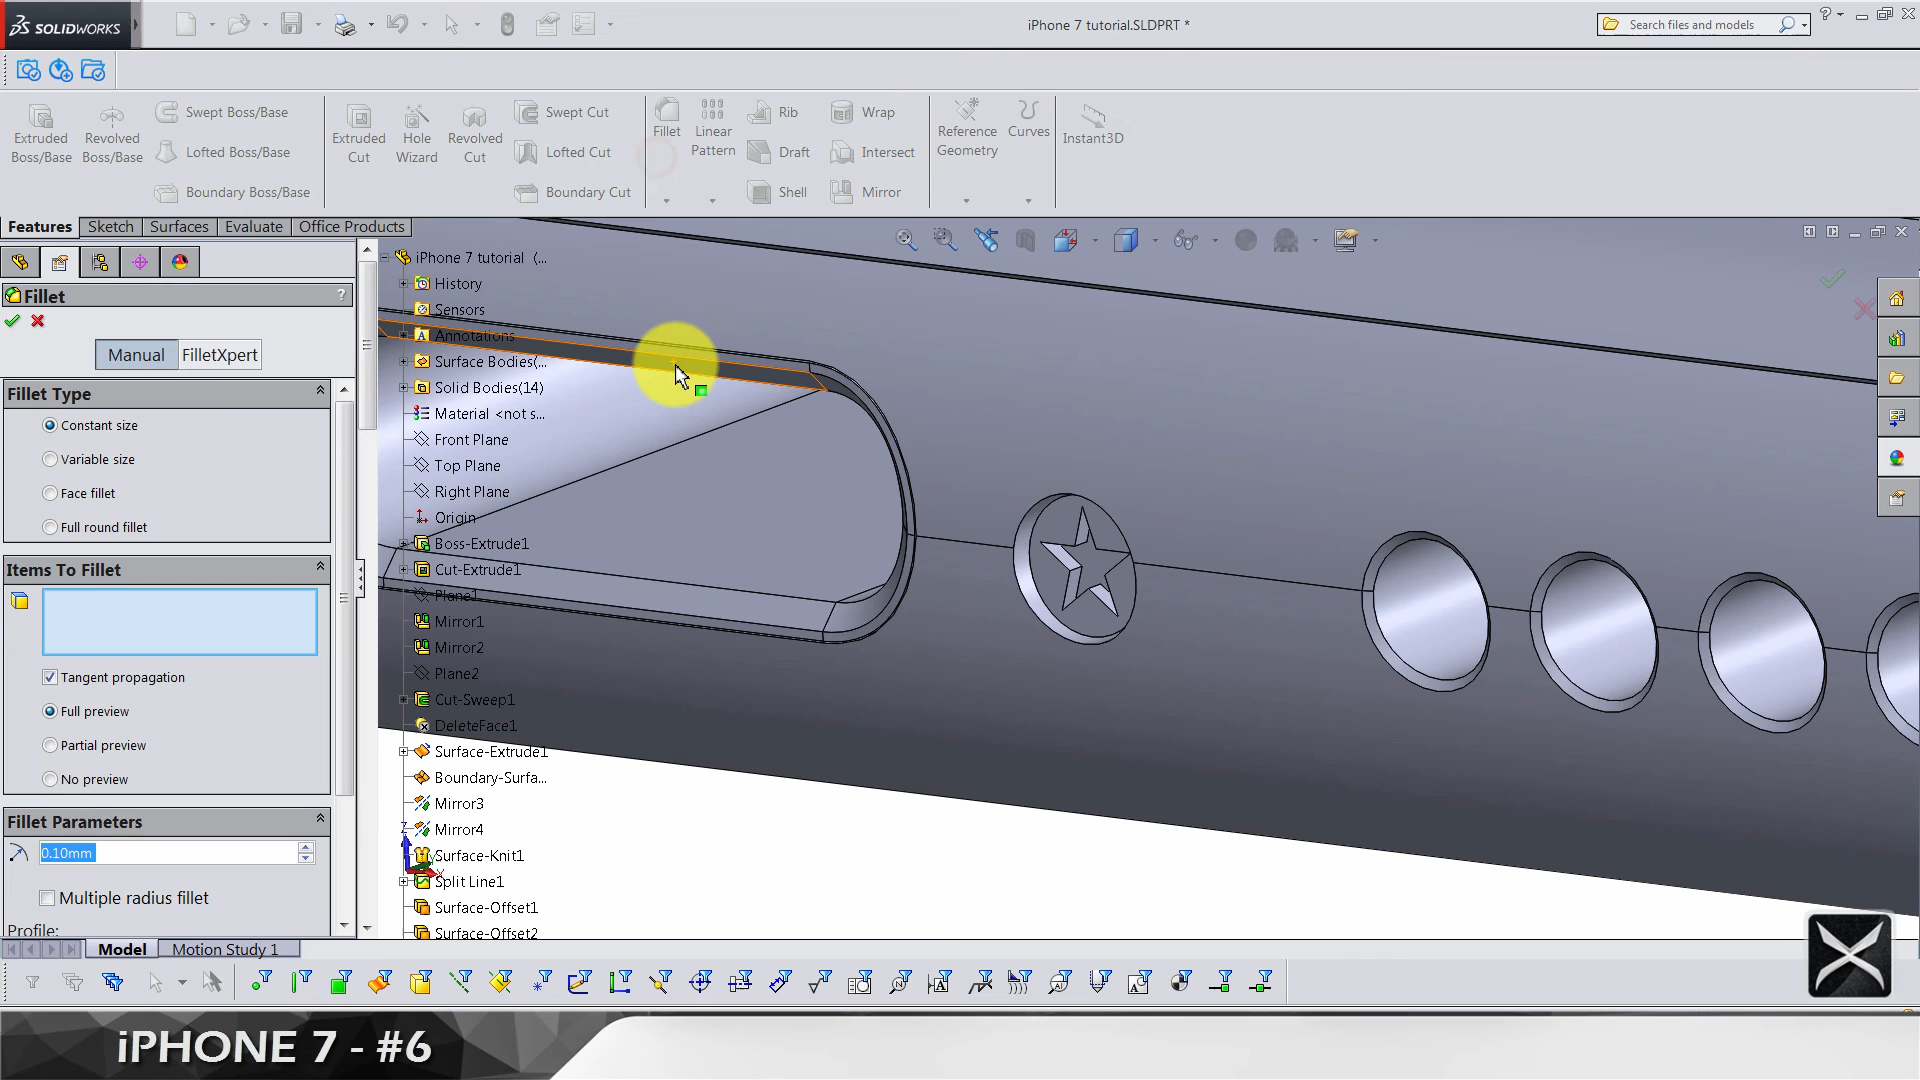 SOLIDWORKS
iPhone 7 tutorial.SLDPRT *
Search files and models
Extruded Boss/Base
Revolved Boss/Base
Swept Boss/Base
Lofted Boss/Base
Boundary Boss/Base
Extruded Cut
Hole Wizard
Revolved Cut
Swept Cut
Lofted Cut
Boundary Cut
Fillet
Linear Pattern
Rib
Draft
Shell
Wrap
Intersect
Mirror
Reference Geometry
Curves
Instant3D
Features
Sketch
Surfaces
Evaluate
Office Products
Fillet
?
Manual
FilletXpert
Fillet Type
Constant size
Variable size
Face fillet
Full round fillet
Items To Fillet
Tangent propagation
Full preview
Partial preview
No preview
Fillet Parameters
0.10mm
Multiple radius fillet
Profile:
iPhone 7 tutorial (...
History
Sensors
Annotations
Surface Bodies(...
Solid Bodies(14)
Material <not s...
Front Plane
Top Plane
Right Plane
Origin
Boss-Extrude1
Cut-Extrude1
Plane1
Mirror1
Mirror2
Plane2
Cut-Sweep1
DeleteFace1
Surface-Extrude1
Boundary-Surfa...
Mirror3
Mirror4
Surface-Knit1
Split Line1
Surface-Offset1
Surface-Offset2
Model
Motion Study 1
iPHONE 7 - #6